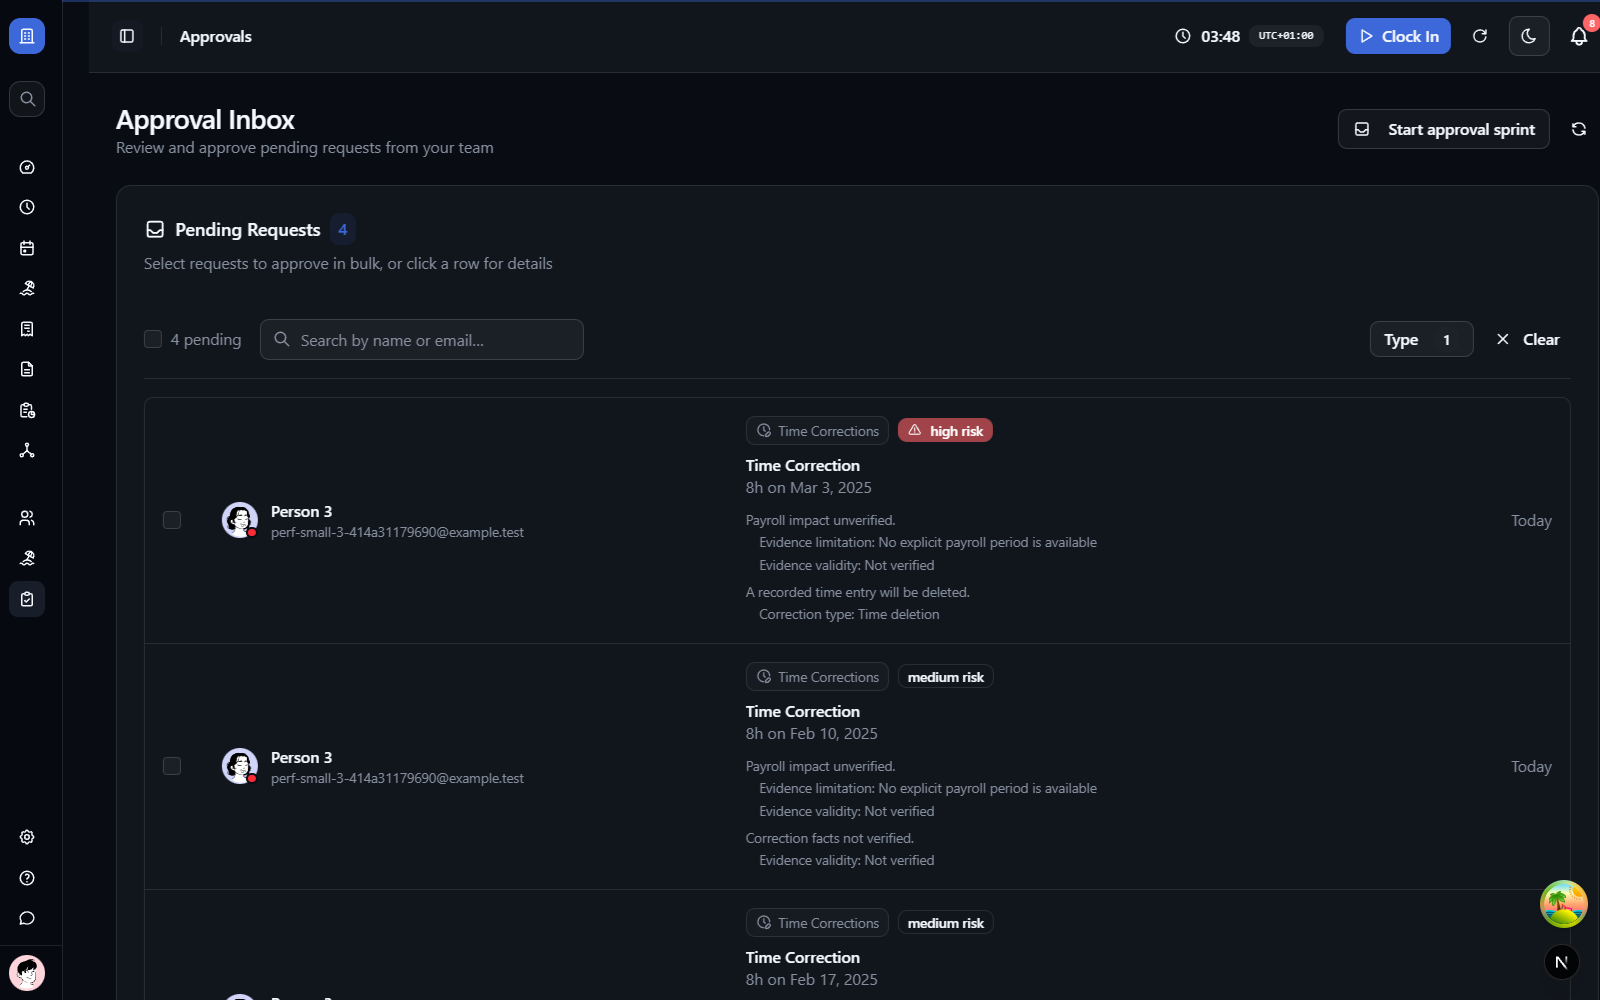 Approvals
03:48
UTC+01:00
Clock In
8
Approval Inbox
Review and approve pending requests from your team
Start approval sprint
Pending Requests
4
Select requests to approve in bulk, or click a row for details
4 pending
Search by name or email...
Type 1
Clear
Time Corrections
high risk
Time Correction
8h on Mar 3, 2025
Person 3
perf-small-3-414a31179690@example.test
Payroll impact unverified.
Evidence limitation: No explicit payroll period is available
Evidence validity: Not verified
A recorded time entry will be deleted.
Correction type: Time deletion
Today
Time Corrections
medium risk
Time Correction
8h on Feb 10, 2025
Person 3
perf-small-3-414a31179690@example.test
Payroll impact unverified.
Evidence limitation: No explicit payroll period is available
Evidence validity: Not verified
Correction facts not verified.
Evidence validity: Not verified
Today
Time Corrections
medium risk
Time Correction
8h on Feb 17, 2025
N